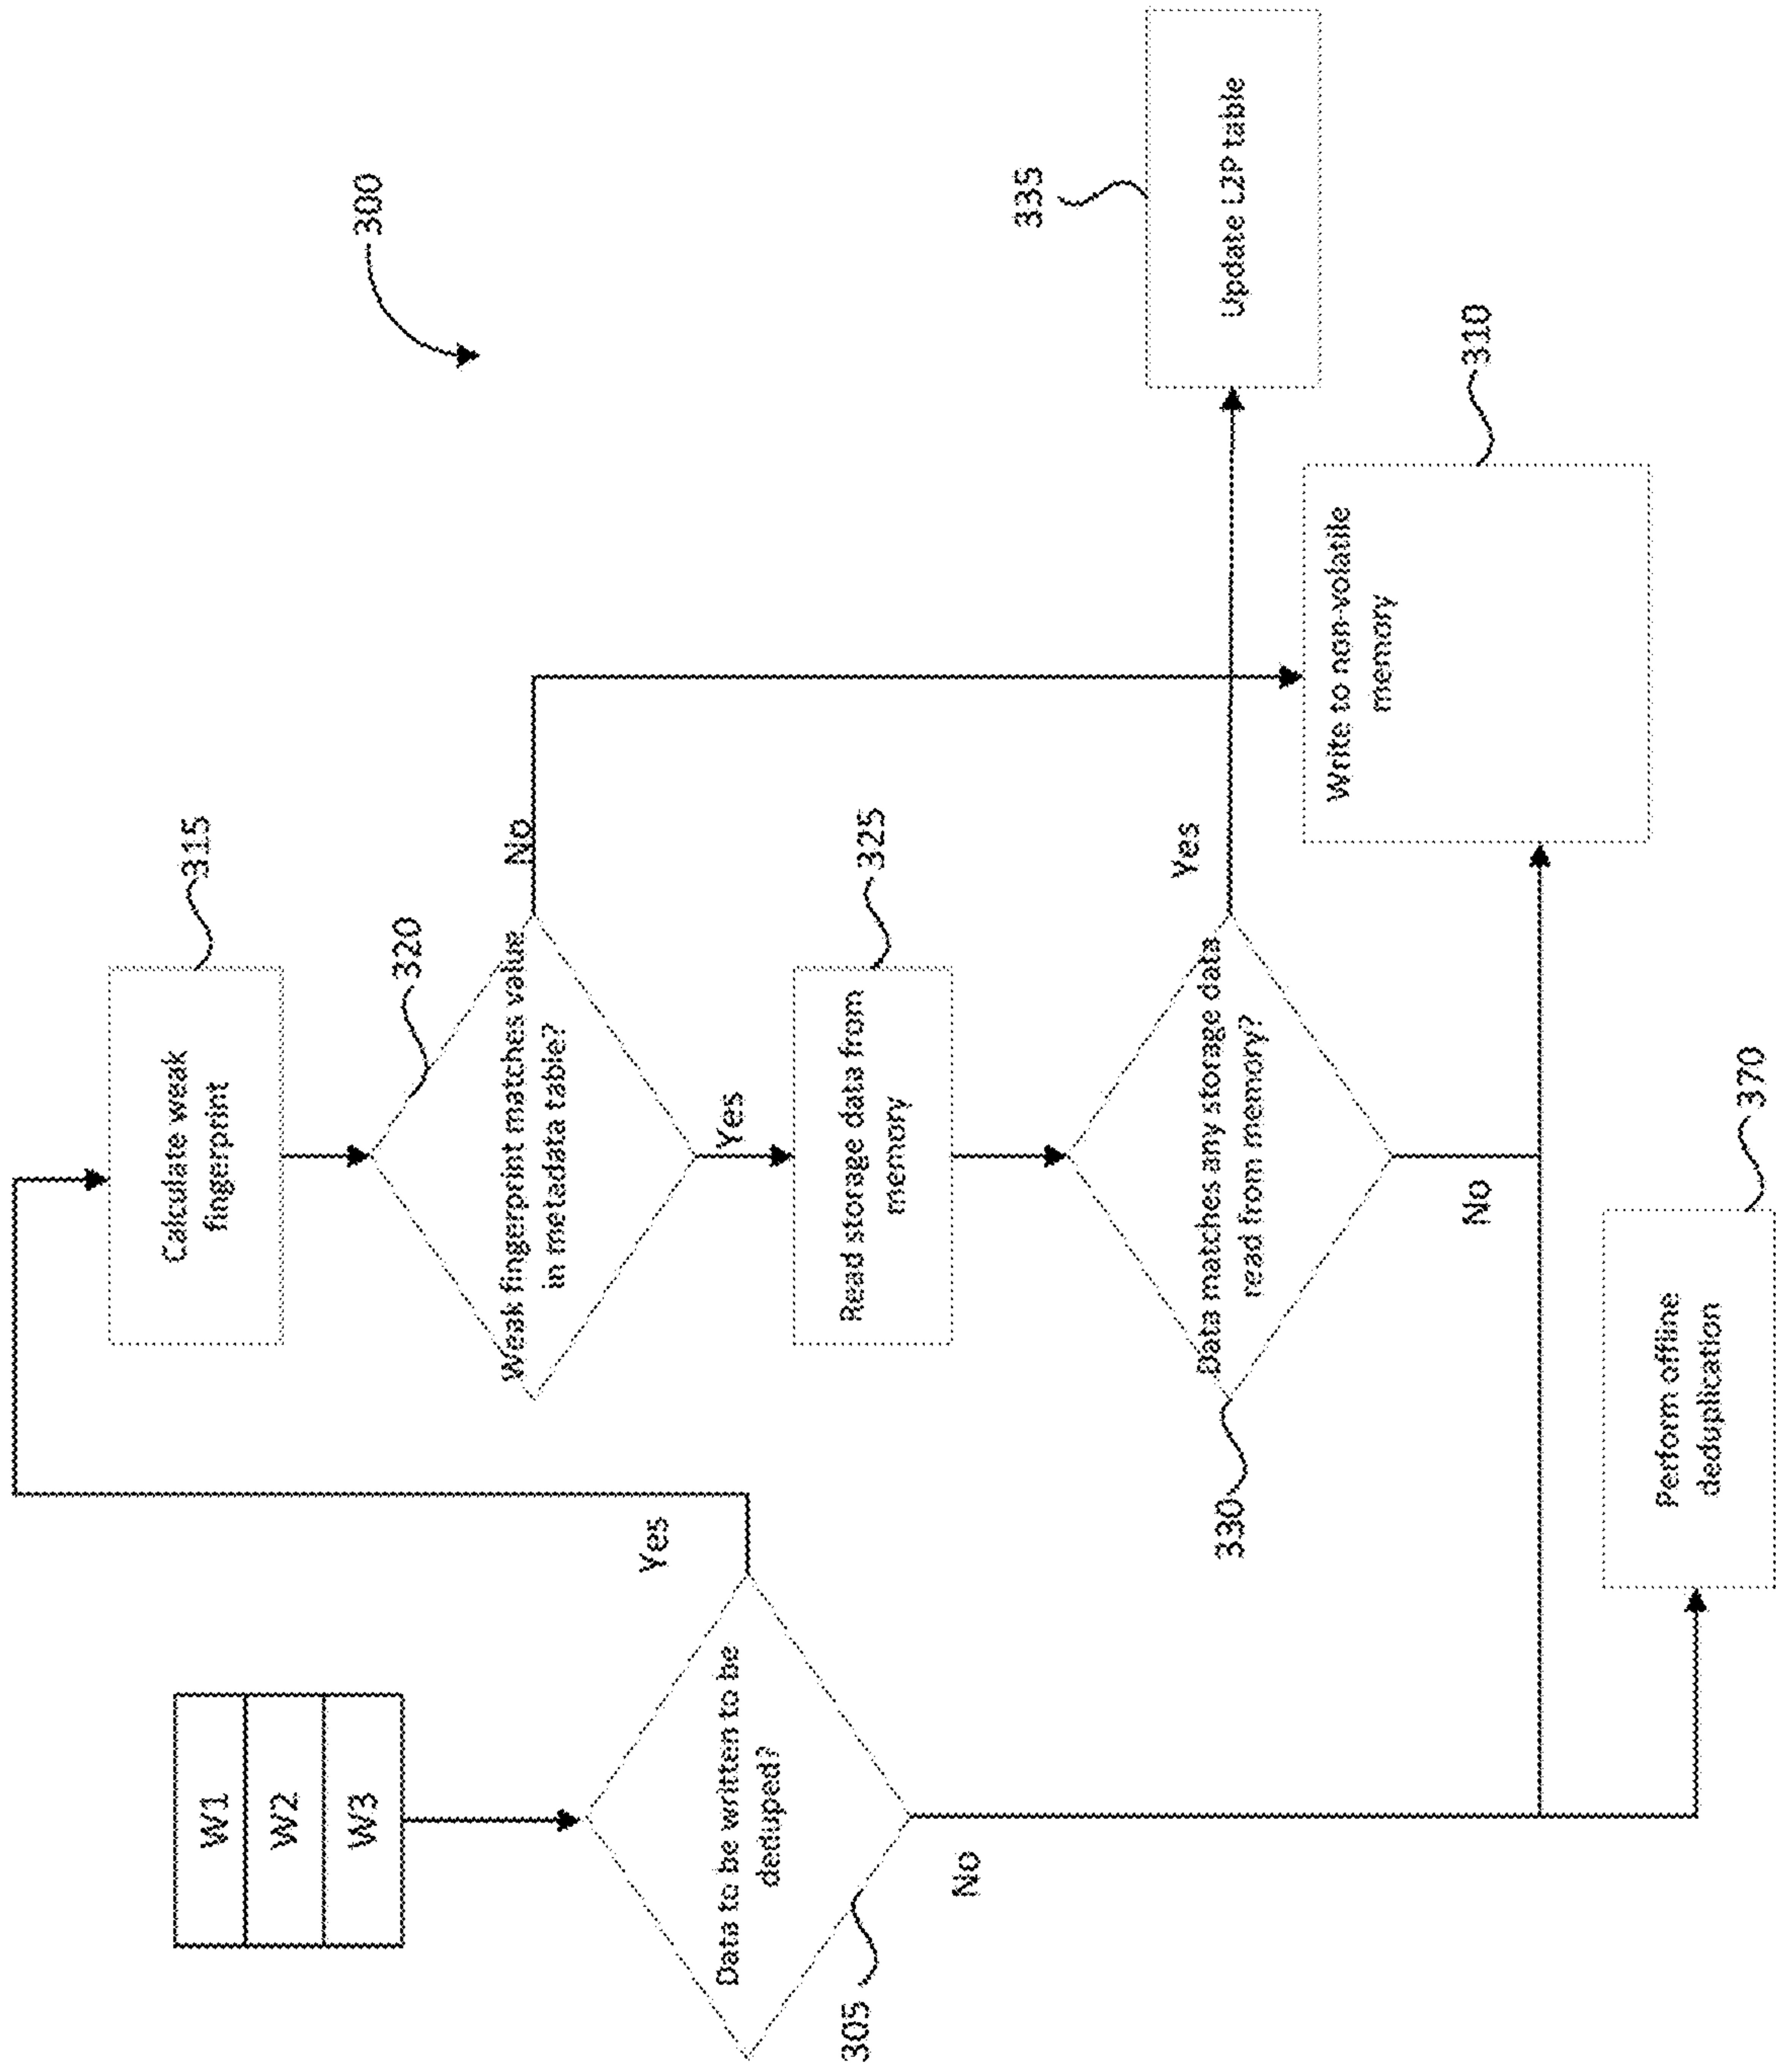 300
W1
W2
W3
Data to be written to be
deduped?
305
Yes
No
Calculate weak
fingerprint
315
Weak fingerprint matches value
in metadata table?
320
No
Yes
Read storage data from
memory
325
Data matches any storage data
read from memory?
330
Yes
No
Update L2P table
335
Write to non-volatile
memory
310
Perform offline
deduplication
370